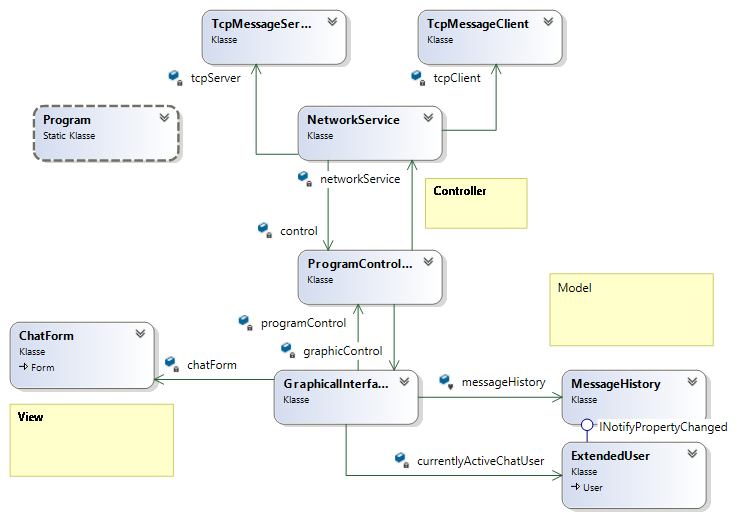 TcpMessageSer...
Klasse
TcpMessageClient
Klasse
tcpServer
tcpClient
Program
Static Klasse
NetworkService
Klasse
networkService
Controller
control
ProgramControl...
Klasse
Model
programControl
graphicControl
ChatForm
Klasse
Form
chatForm
GraphicalInterfa...
Klasse
messageHistory
MessageHistory
Klasse
View
INotifyPropertyChanged
currentlyActiveChatUser
ExtendedUser
Klasse
User